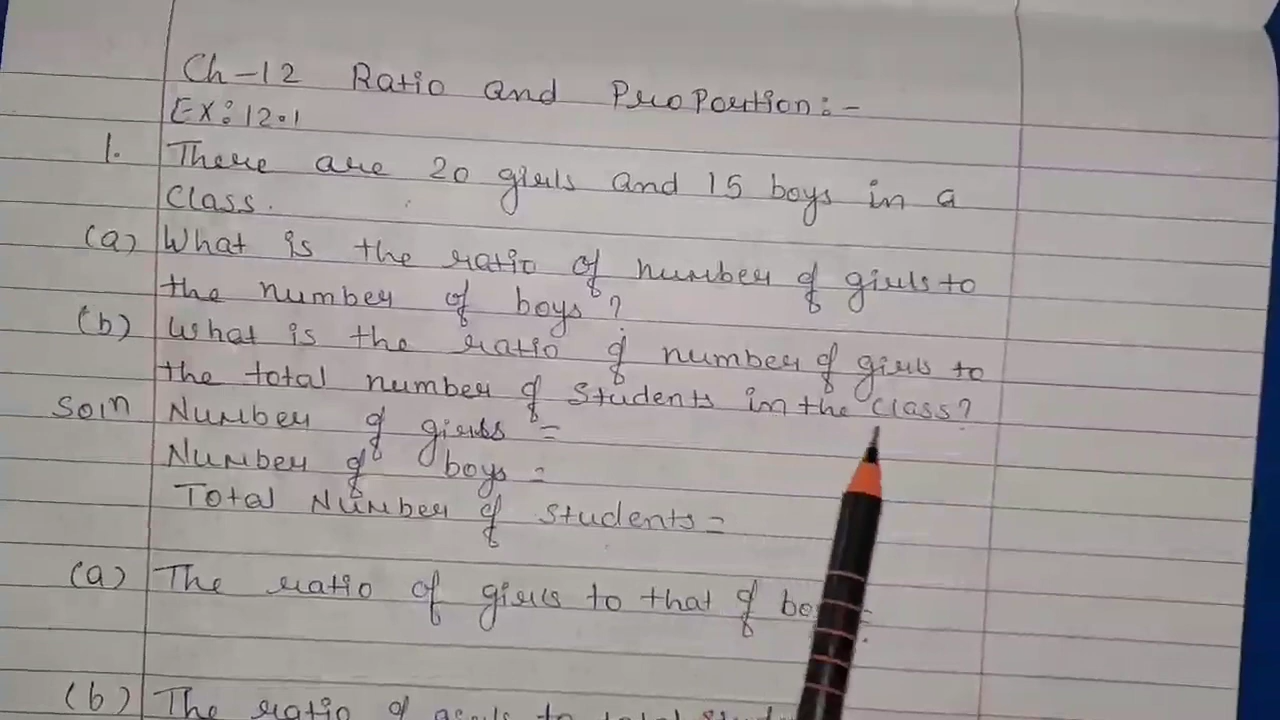 Ch-12 Ratio and Proportion:-
EX: 12.1
1. There are 20 girls and 15 boys in a
Class.
(a) What is the ratio of number of girls to
the number of boys?
(b) What is the ratio of number of girls to
the total number of students in the class?
Soln Number of girls =
Number of boys =
Total Number of students =
(a) The ratio of girls to that of
(b) The ratio of girls to total